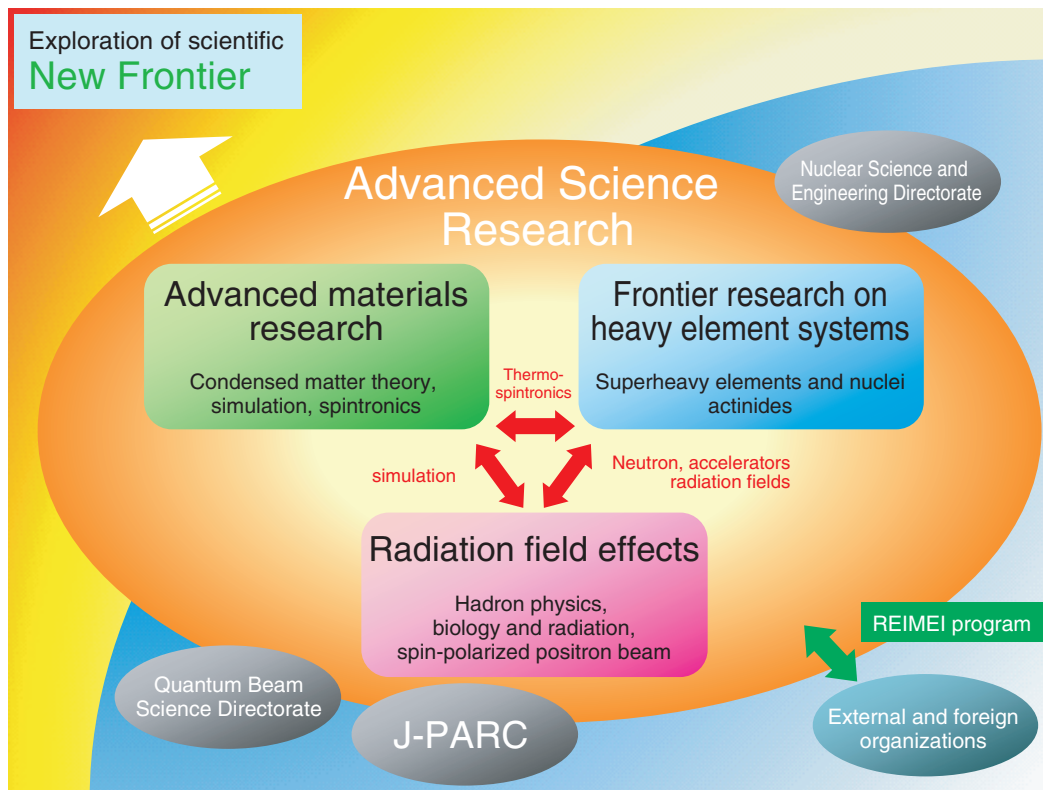 Exploration of scientific
New Frontier
Nuclear Science and
Engineering Directorate
Advanced Science
Research
Advanced materials
research
Condensed matter theory,
simulation, spintronics
Frontier research on
heavy element systems
Superheavy elements and nuclei
actinides
Thermo-
spintronics
simulation
Neutron, accelerators
radiation fields
Radiation field effects
Hadron physics,
biology and radiation,
spin-polarized positron beam
REIMEI program
Quantum Beam
Science Directorate
J-PARC
External and foreign
organizations